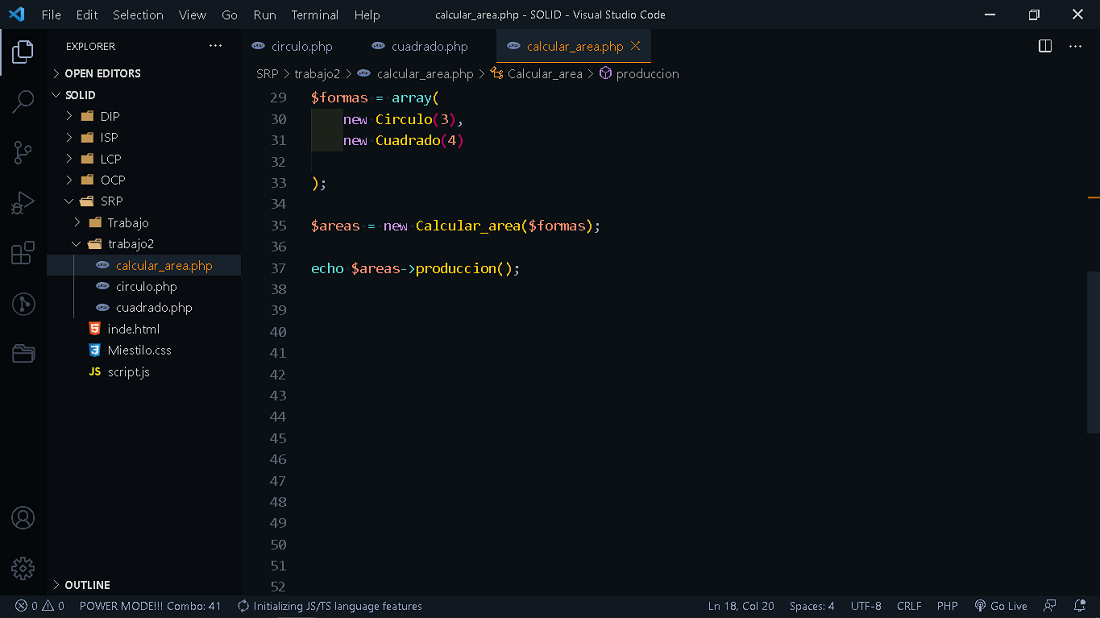 File Edit Selection View Go Run Terminal Help calcular_area.php - SOLID - Visual Studio Code
EXPLORER
OPEN EDITORS
SOLID
DIP
ISP
LCP
OCP
SRP
Trabajo
trabajo2
calcular_area.php
circulo.php
cuadrado.php
inde.html
Miestilo.css
JS script.js
OUTLINE
circulo.php cuadrado.php calcular_area.php
SRP > trabajo2 > calcular_area.php > Calcular_area > produccion
29 $formas = array(
30 new Circulo(3),
31 new Cuadrado(4)
32
33 );
34
35 $areas = new Calcular_area($formas);
36
37 echo $areas->produccion();
38
39
40
41
42
43
44
45
46
47
48
49
50
51
52
0 0 POWER MODE!!! Combo: 41 Initializing JS/TS language features Ln 18, Col 20 Spaces: 4 UTF-8 CRLF PHP Go Live